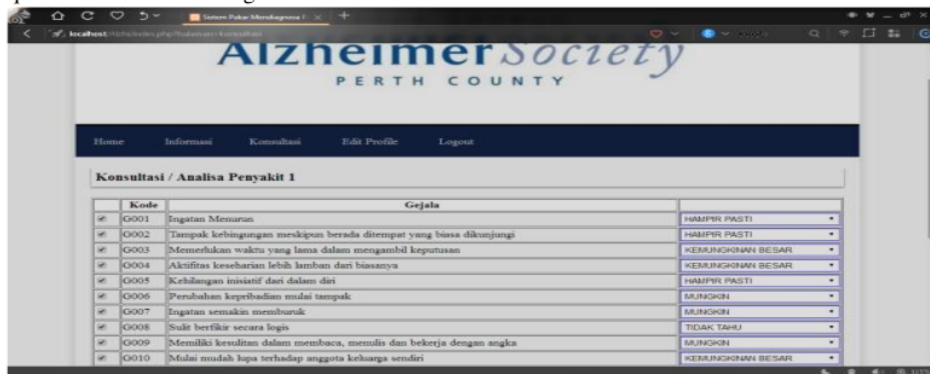 Sistem Pakar Mendiagnosa
localhost
Alzheimer Society
PERTH COUNTY
Home Informasi Konsultasi Edit Profile Logout
Konsultasi / Analisa Penyakit 1
Kode Gejala
G001 Ingatan Menurun HAMPIR PASTI
G002 Tampak kebingungan meskipun berada ditempat yang biasa dikunjungi HAMPIR PASTI
G003 Memerlukan waktu yang lama dalam mengambil keputusan KEMUNGKINAN BESAR
G004 Aktifitas keseharian lebih lamban dari biasanya KEMUNGKINAN BESAR
G005 Kehilangan inisiatif dari dalam diri HAMPIR PASTI
G006 Perubahan kepribadian mulai tampak MUNGKIN
G007 Ingatan semakin memburuk MUNGKIN
G008 Sulit berfikir secara logis TIDAK TAHU
G009 Memiliki kesulitan dalam membaca, menulis dan bekerja dengan angka MUNGKIN
G010 Mulai mudah lupa terhadap anggota keluarga sendiri KEMUNGKINAN BESAR